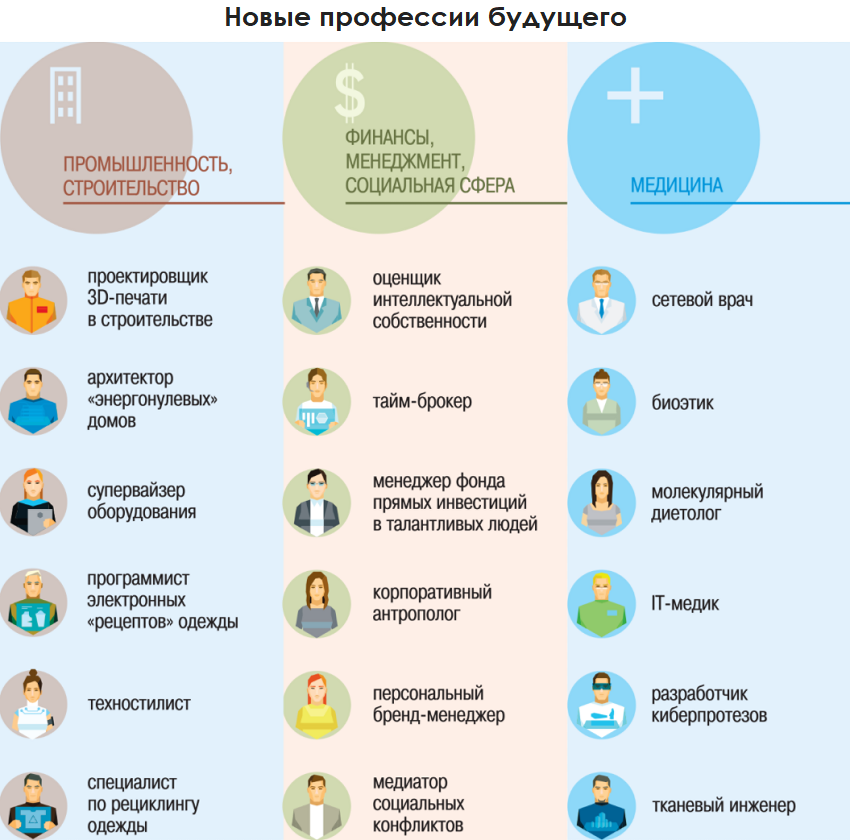 Новые профессии будущего
ПРОМЫШЛЕННОСТЬ,
СТРОИТЕЛЬСТВО
проектировщик
3D-печати
в строительстве
архитектор
«энергонулевых»
домов
супервайзер
оборудования
программист
электронных
«рецептов» одежды
техностилист
специалист
по рециклингу
одежды
$
ФИНАНСЫ,
МЕНЕДЖМЕНТ,
СОЦИАЛЬНАЯ СФЕРА
оценщик
интеллектуальной
собственности
тайм-брокер
менеджер фонда
прямых инвестиций
в талантливых людей
корпоративный
антрополог
персональный
бренд-менеджер
медиатор
социальных
конфликтов
МЕДИЦИНА
сетевой врач
биоэтик
молекулярный
диетолог
IT-медик
разработчик
киберпротезов
тканевый инженер